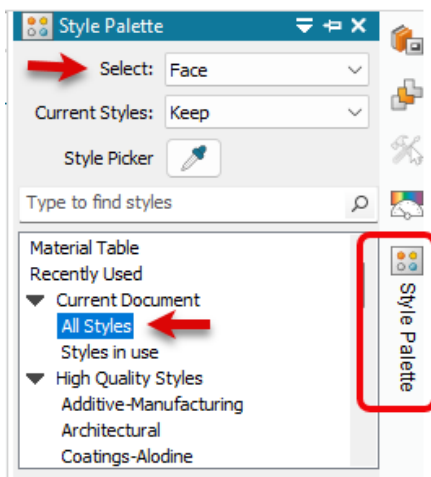 Style Palette
Select: Face
Current Styles: Keep
Style Picker
Type to find styles
Material Table
Recently Used
Current Document
All Styles
Styles in use
High Quality Styles
Additive-Manufacturing
Architectural
Coatings-Alodine
Style Palette